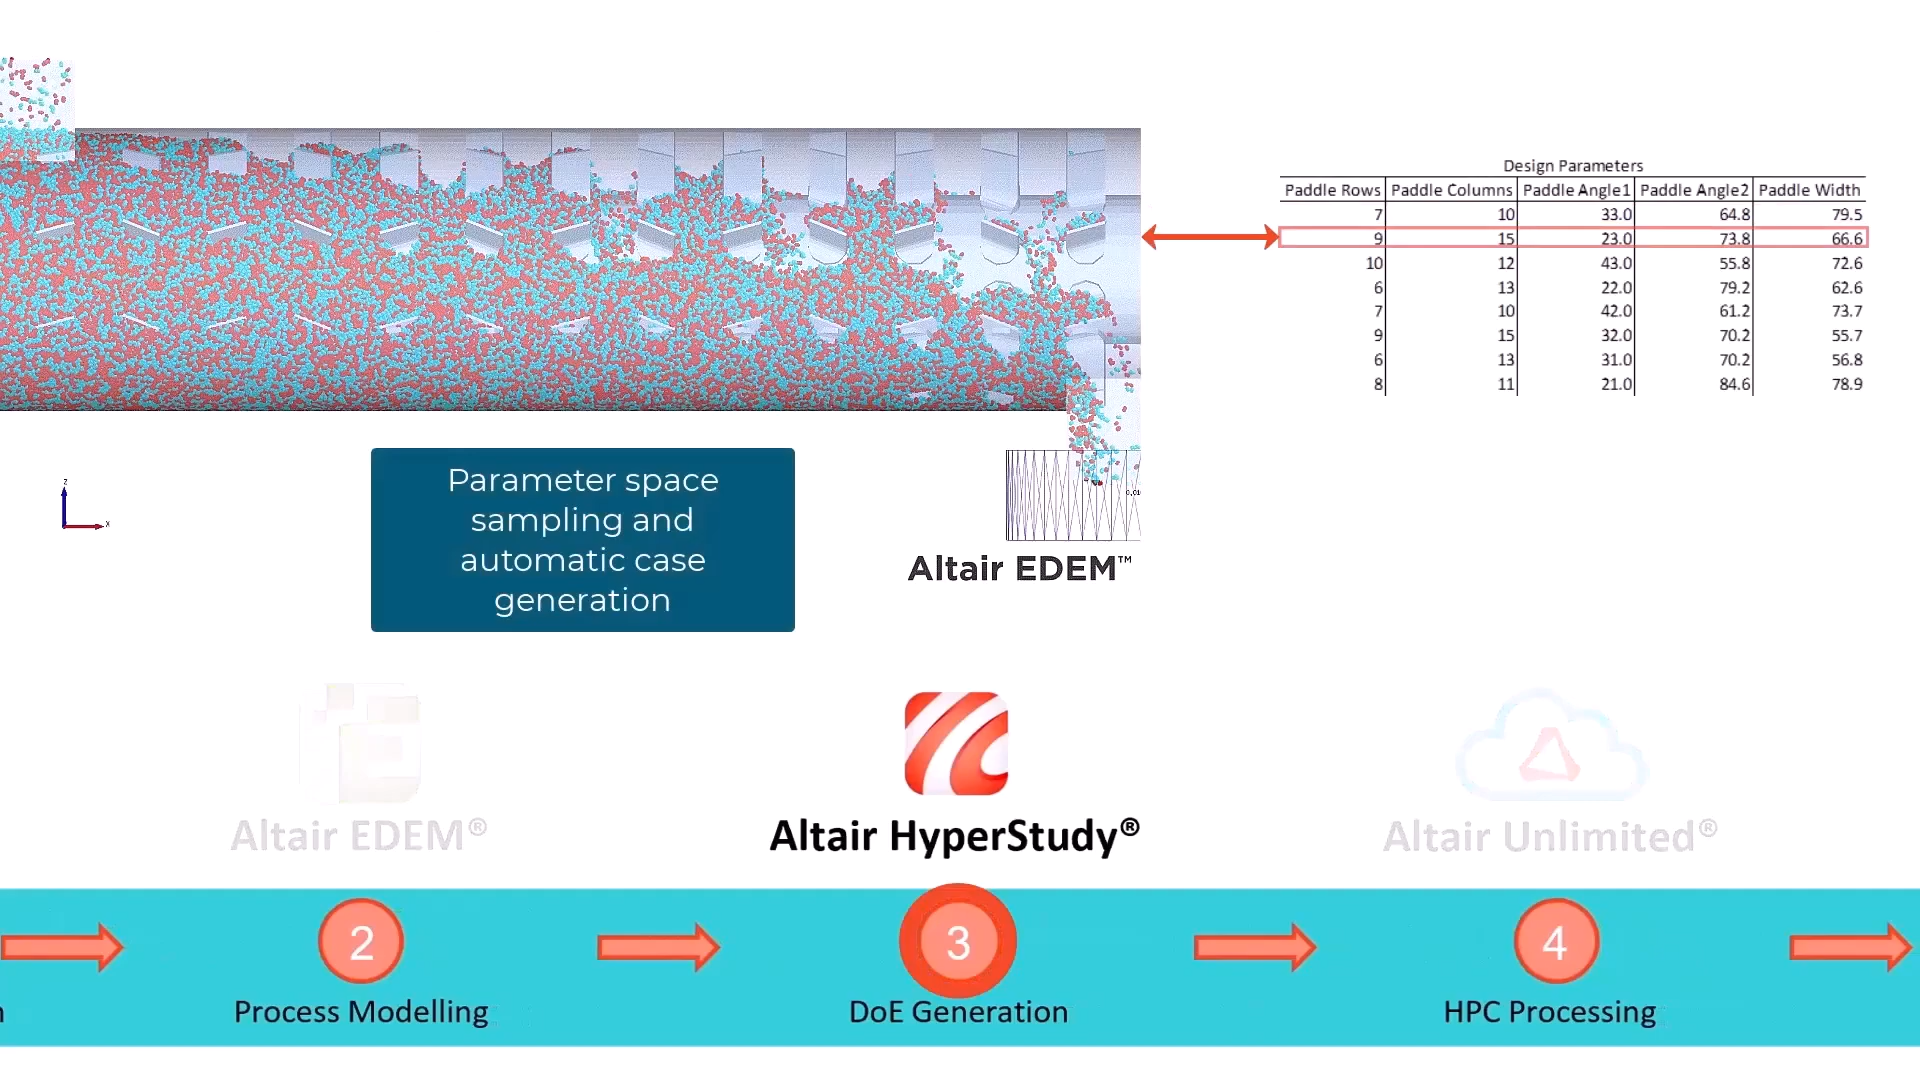 Design Parameters
Paddle Rows Paddle Columns Paddle Angle1 Paddle Angle2 Paddle Width
7 10 33.0 64.8 79.5
9 15 23.0 73.8 66.6
10 12 43.0 55.8 72.6
6 13 22.0 79.2 62.6
7 10 42.0 61.2 73.7
9 15 32.0 70.2 55.7
6 13 31.0 70.2 56.8
8 11 21.0 84.6 78.9
z
x
Parameter space
sampling and
automatic case
generation
0.01
Altair EDEM™
Altair EDEM®
Altair HyperStudy®
Altair Unlimited®
2
3
4
Process Modelling
DoE Generation
HPC Processing